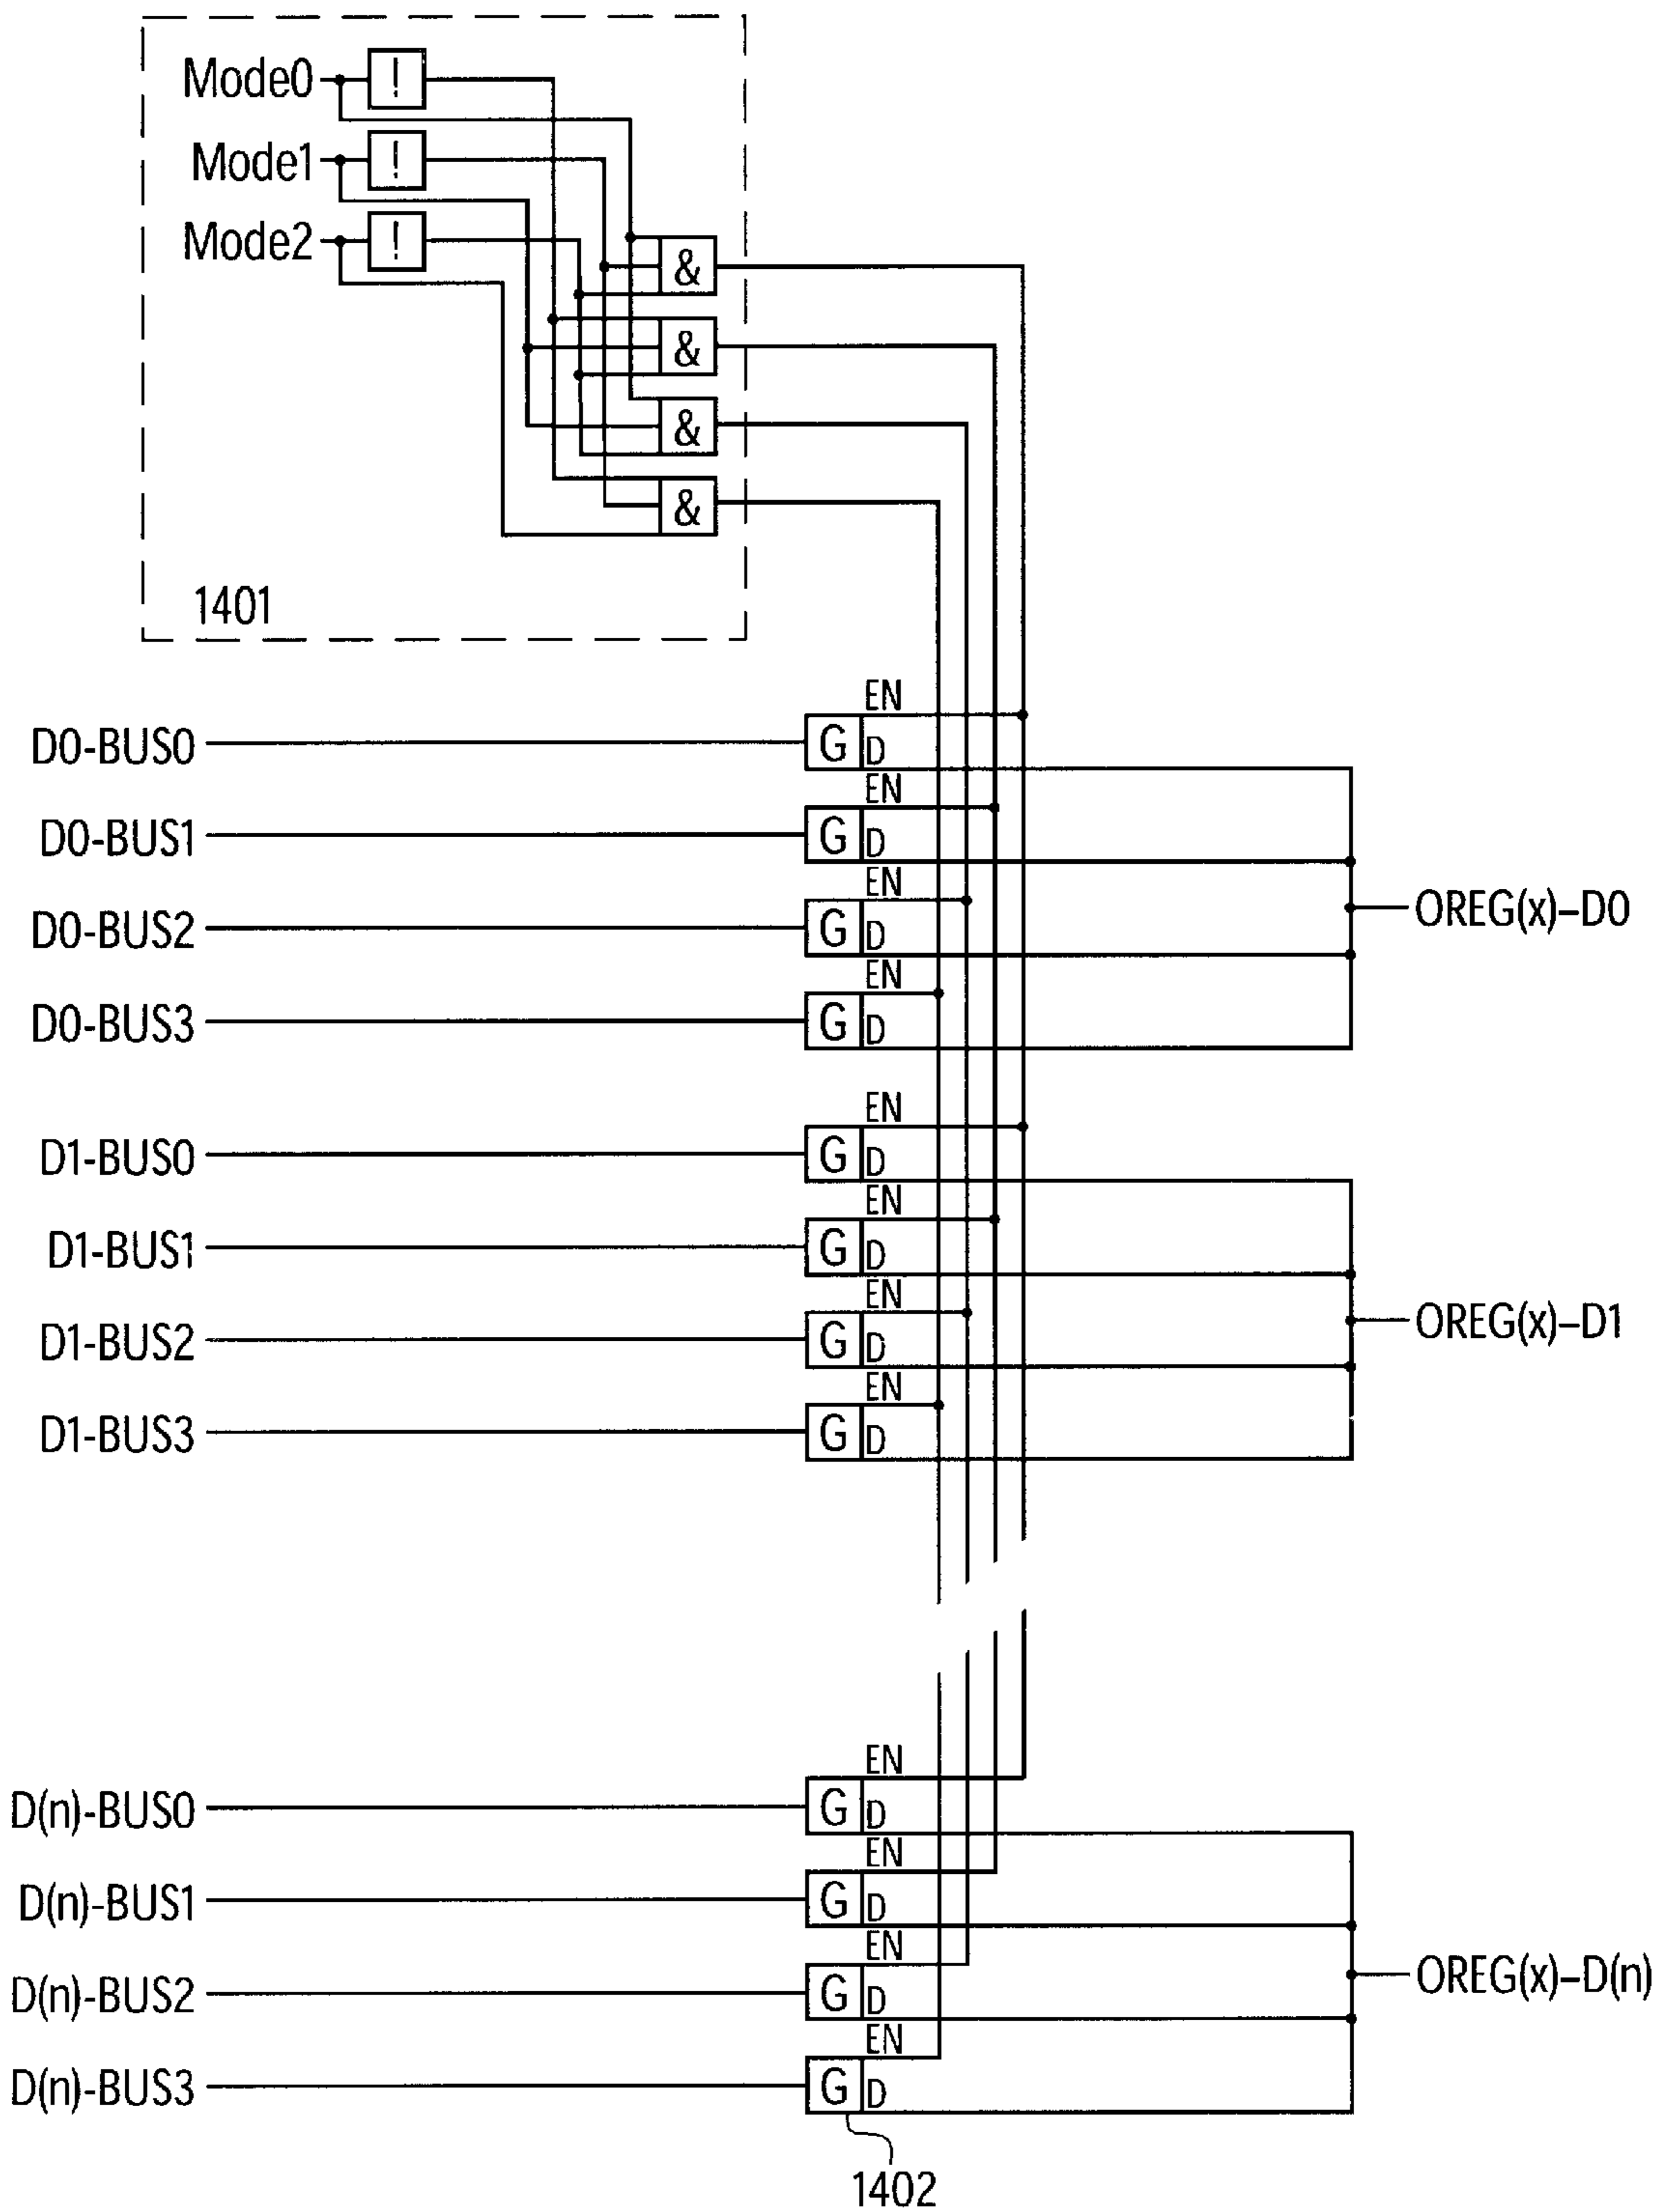 Mode0
!
Mode1
!
Mode2
!
&
&
&
&
1401
EN
D0-BUS0
G
D
EN
D0-BUS1
G
D
EN
OREG(x)–D0
D0-BUS2
G
D
EN
D0-BUS3
G
D
EN
D1-BUS0
G
D
EN
D1-BUS1
G
D
EN
OREG(x)–D1
D1-BUS2
G
D
EN
D1-BUS3
G
D
EN
D(n)-BUS0
G
D
EN
D(n)-BUS1
G
D
EN
OREG(x)–D(n)
D(n)-BUS2
G
D
EN
D(n)-BUS3
G
D
1402